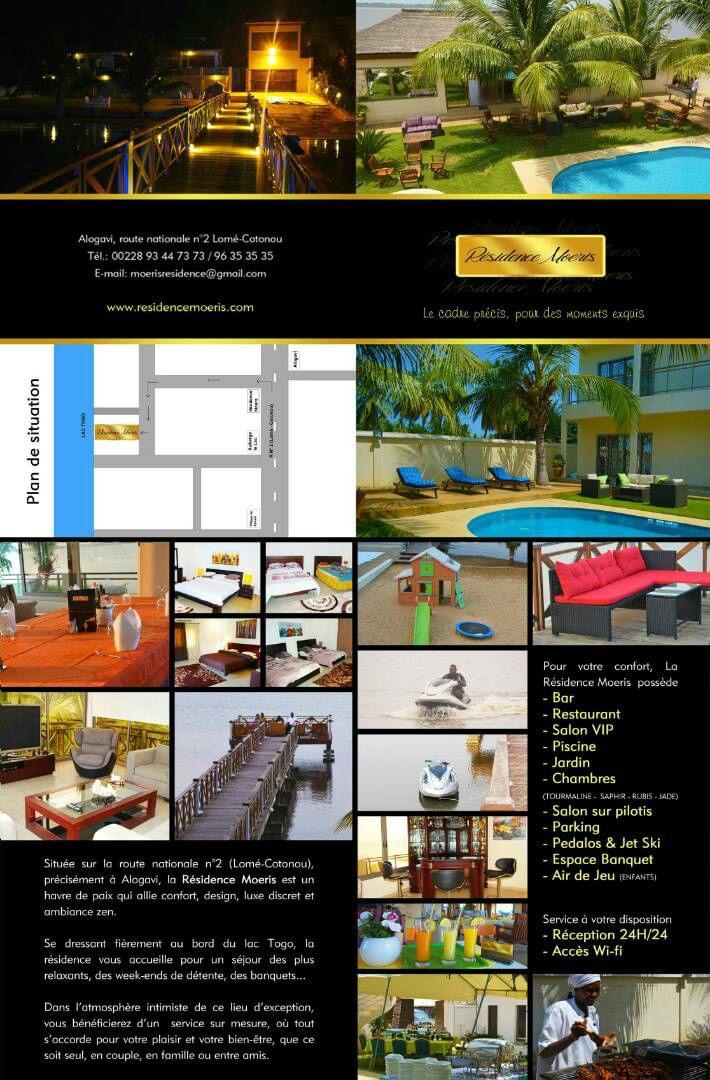 Alogavi, route nationale n°2 Lomé-Cotonou
Tél.: 00228 93 44 73 73 / 96 35 35 35
E-mail: moerisresidence@gmail.com
www.residencemoeris.com
Résidence Moeris
Le cadre précis, pour des moments exquis
Plan de situation
LAC TOGO
Résidence Moeris
Auberge
le Lac
R N° 2 (Lomé- Cotonou)
Alogavi
Pour votre confort, La
Résidence Moeris possède
- Bar
- Restaurant
- Salon VIP
- Piscine
- Jardin
- Chambres
(TOURMALINE - SAPHIR - RUBIS - JADE)
- Salon sur pilotis
- Parking
- Pedalos & Jet Ski
- Espace Banquet
- Air de Jeu (ENFANTS)
Service à votre disposition
- Réception 24H/24
- Accès Wi-fi
Située sur la route nationale n°2 (Lomé-Cotonou),
précisément à Alogavi, la Résidence Moeris est un
havre de paix qui allie confort, design, luxe discret et
ambiance zen.
Se dressant fièrement au bord du lac Togo, la
résidence vous accueille pour un séjour des plus
relaxants, des week-ends de détente, des banquets...
Dans l'atmosphère intimiste de ce lieu d'exception,
vous bénéficierez d'un service sur mesure, où tout
s'accorde pour votre plaisir et votre bien-être, que ce
soit seul, en couple, en famille ou entre amis.